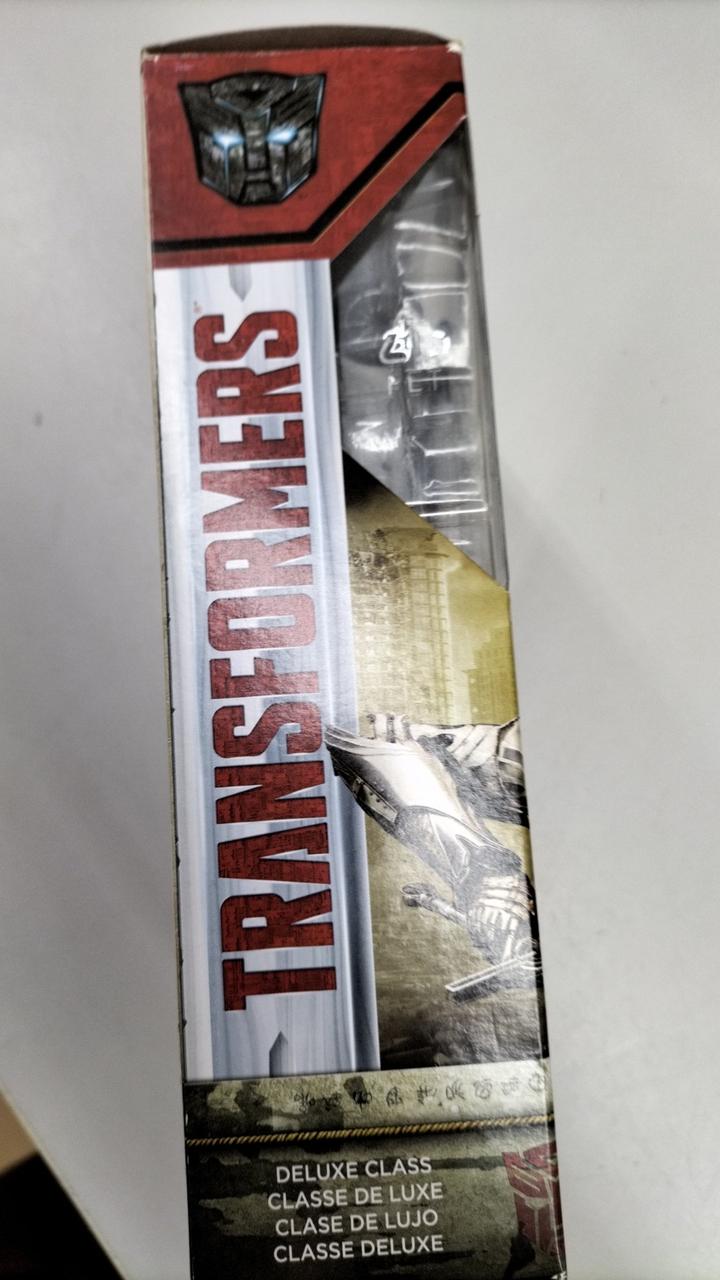 TRANSFORMERS
DELUXE CLASS
CLASSE DE LUXE
CLASE DE LUJO
CLASSE DELUXE